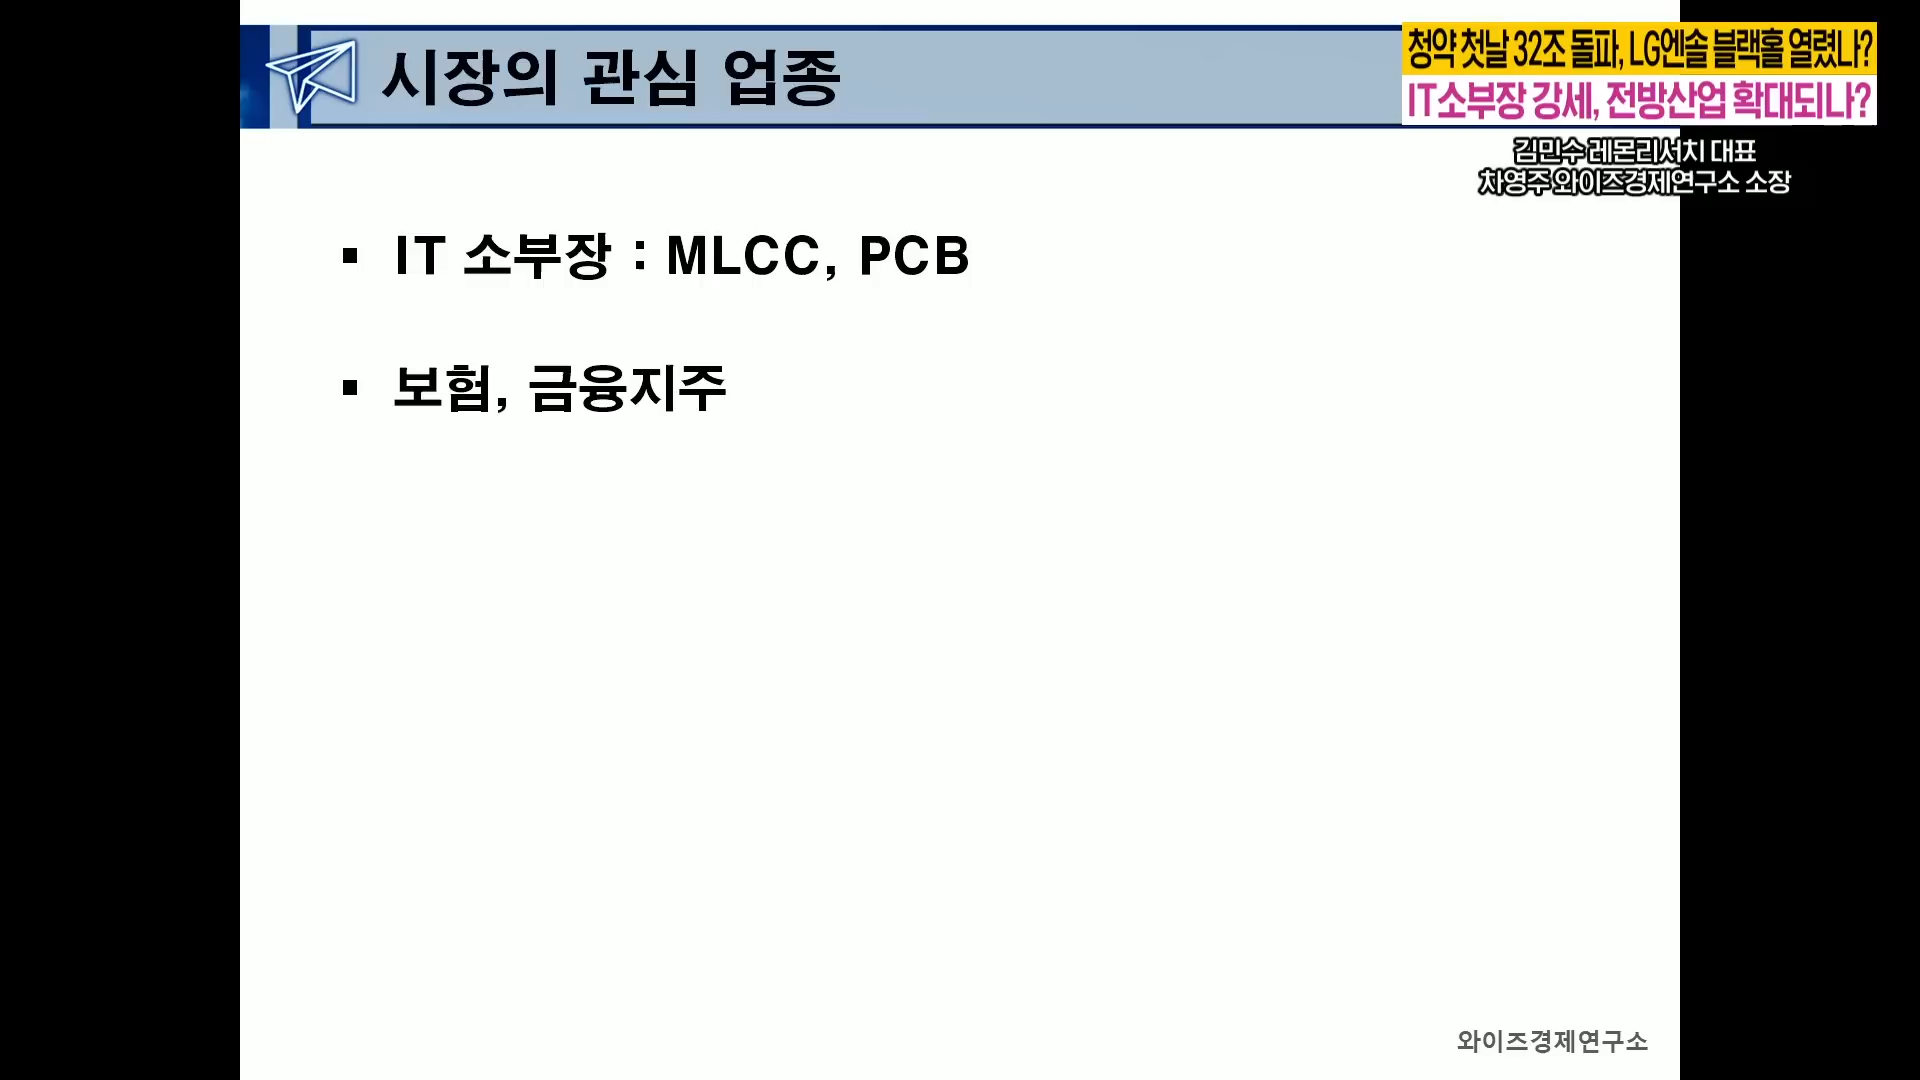 시장의 관심 업종
청약 첫날 32조 돌파, LG엔솔 블랙홀 열렸나?
IT소부장 강세, 전방산업 확대되나?
김민수 레몬리서치 대표
차영주 와이즈경제연구소 소장
▪ IT 소부장 : MLCC, PCB
▪ 보험, 금융지주
와이즈경제연구소